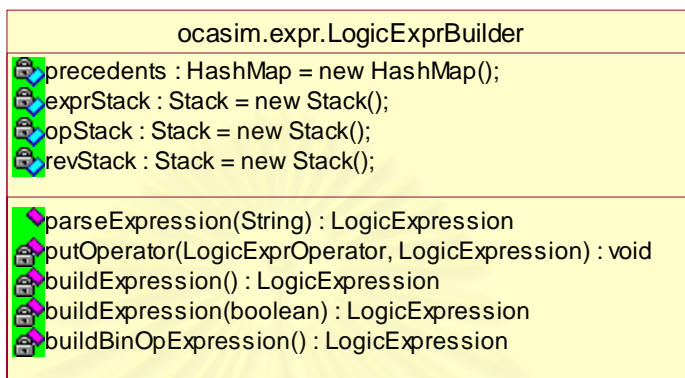 ocasim.expr.LogicExprBuilder
precedents : HashMap = new HashMap();
exprStack : Stack = new Stack();
opStack : Stack = new Stack();
revStack : Stack = new Stack();
parseExpression(String) : LogicExpression
putOperator(LogicExprOperator, LogicExpression) : void
buildExpression() : LogicExpression
buildExpression(boolean) : LogicExpression
buildBinOpExpression() : LogicExpression